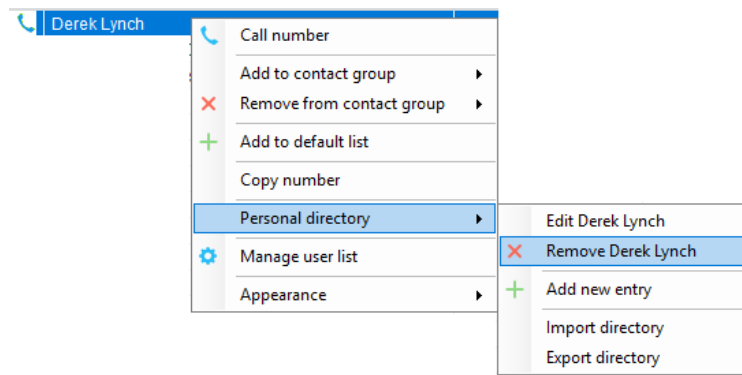 Derek Lynch
Call number
Add to contact group
Remove from contact group
Add to default list
Copy number
Personal directory
Edit Derek Lynch
Remove Derek Lynch
Manage user list
Add new entry
Appearance
Import directory
Export directory